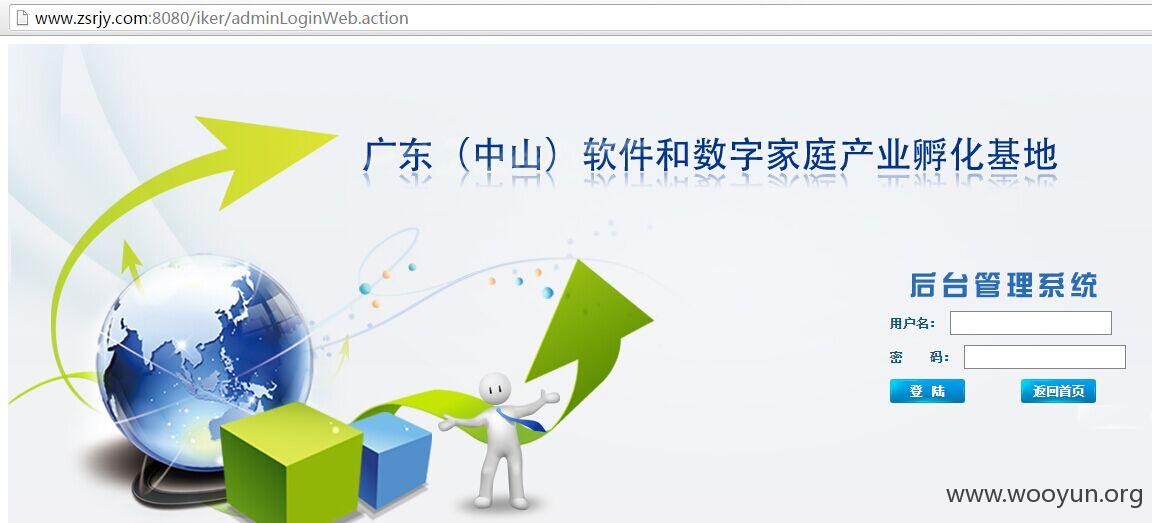 www.zsrjy.com:8080/iker/adminLoginWeb.action
广东（中山）软件和数字家庭产业孵化基地
后台管理系统
用户名：
密 码：
登 陆 返回首页
www.wooyun.org